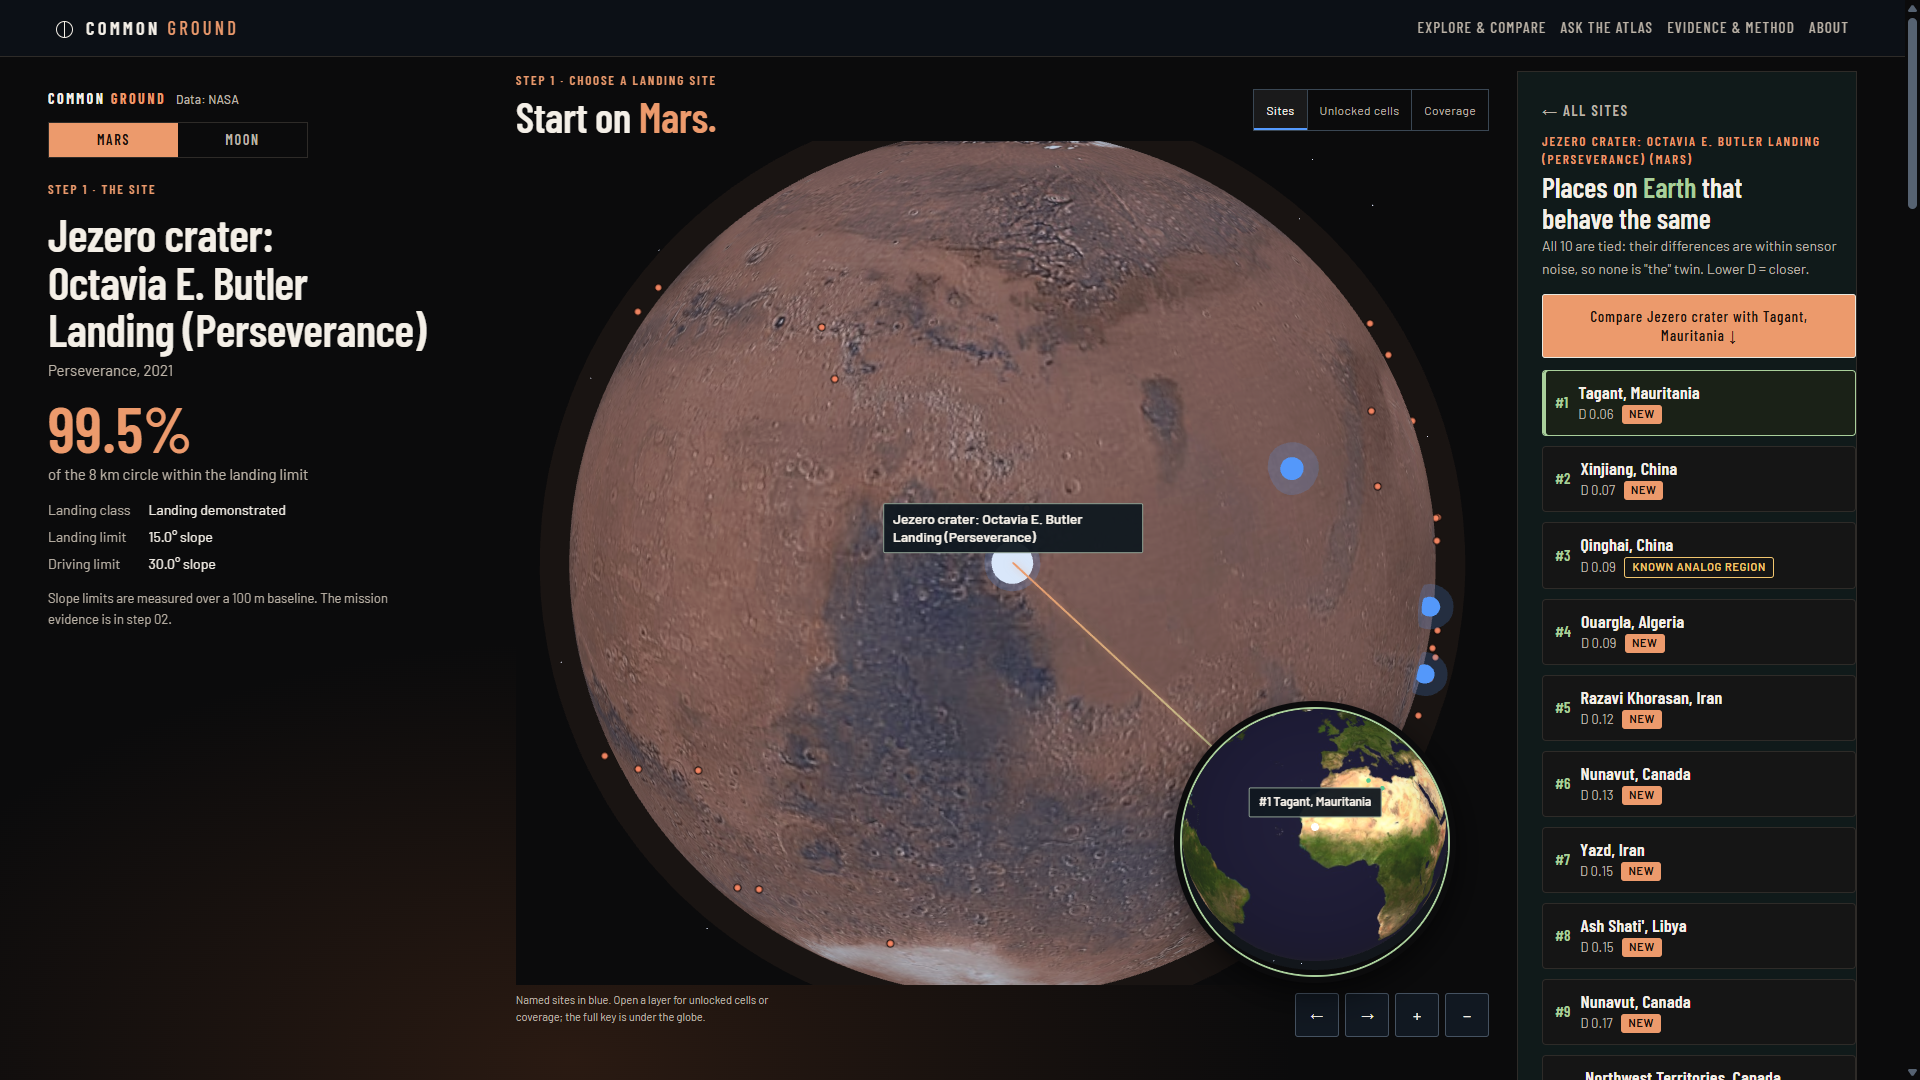 COMMON GROUND
EXPLORE & COMPARE ASK THE ATLAS EVIDENCE & METHOD ABOUT
COMMON GROUND Data: NASA
MARS MOON
STEP 1 · THE SITE
Jezero crater:
Octavia E. Butler
Landing (Perseverance)
Perseverance, 2021
99.5%
of the 8 km circle within the landing limit
Landing class Landing demonstrated
Landing limit 15.0° slope
Driving limit 30.0° slope
Slope limits are measured over a 100 m baseline. The mission
evidence is in step 02.
STEP 1 · CHOOSE A LANDING SITE
Start on Mars.
Sites Unlocked cells Coverage
Jezero crater: Octavia E. Butler
Landing (Perseverance)
#1 Tagant, Mauritania
Named sites in blue. Open a layer for unlocked cells or
coverage; the full key is under the globe.
← → + −
← ALL SITES
JEZERO CRATER: OCTAVIA E. BUTLER LANDING
(PERSEVERANCE) (MARS)
Places on Earth that
behave the same
All 10 are tied: their differences are within sensor
noise, so none is "the" twin. Lower D = closer.
Compare Jezero crater with Tagant,
Mauritania ↓
#1 Tagant, Mauritania
D 0.06 NEW
#2 Xinjiang, China
D 0.07 NEW
#3 Qinghai, China
D 0.09 KNOWN ANALOG REGION
#4 Ouargla, Algeria
D 0.09 NEW
#5 Razavi Khorasan, Iran
D 0.12 NEW
#6 Nunavut, Canada
D 0.13 NEW
#7 Yazd, Iran
D 0.15 NEW
#8 Ash Shati', Libya
D 0.15 NEW
#9 Nunavut, Canada
D 0.17 NEW
Northwest Territories, Canada